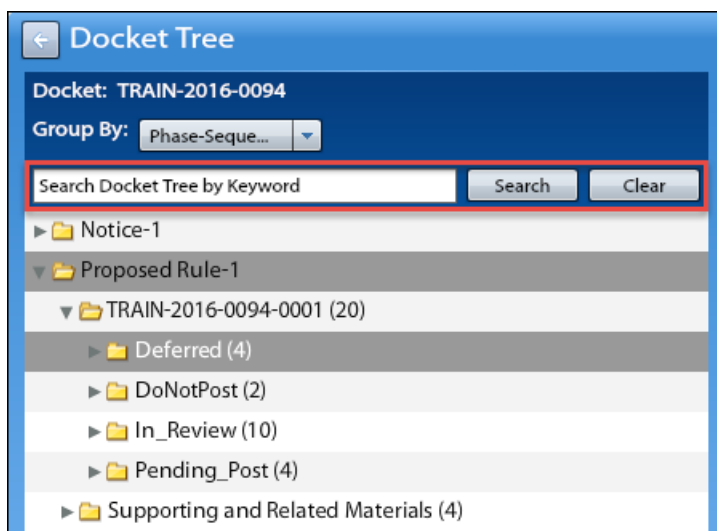 Docket Tree
Docket: TRAIN-2016-0094
Group By: Phase-Seque...
Search Docket Tree by Keyword Search Clear
Notice-1
Proposed Rule-1
TRAIN-2016-0094-0001 (20)
Deferred (4)
DoNotPost (2)
In_Review (10)
Pending_Post (4)
Supporting and Related Materials (4)